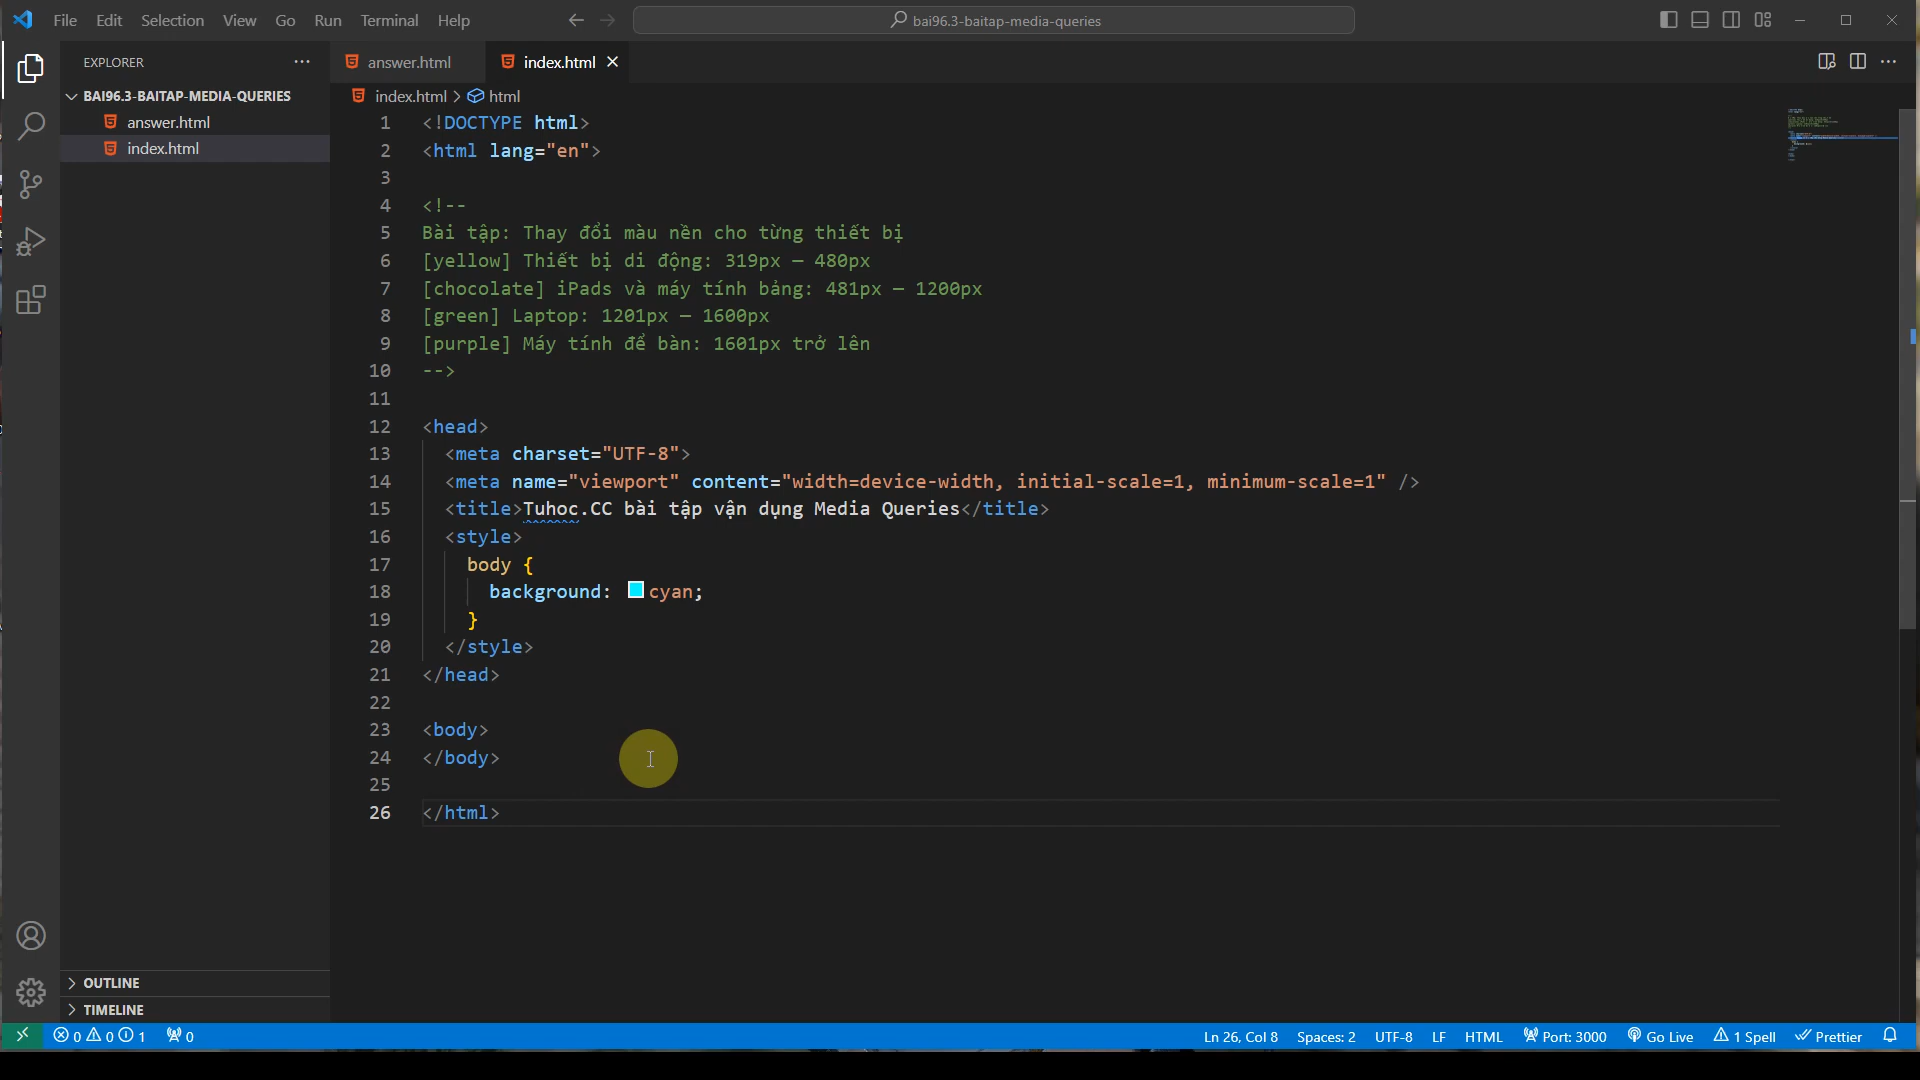 File Edit Selection View Go Run Terminal Help
bai96.3-baitap-media-queries
EXPLORER
BAI96.3-BAITAP-MEDIA-QUERIES
answer.html
index.html
answer.html
index.html
index.html > html
1 <!DOCTYPE html>
2 <html lang="en">
3
4 <!--
5 Bài tập: Thay đổi màu nền cho từng thiết bị
6 [yellow] Thiết bị di động: 319px — 480px
7 [chocolate] iPads và máy tính bảng: 481px — 1200px
8 [green] Laptop: 1201px — 1600px
9 [purple] Máy tính để bàn: 1601px trở lên
10 -->
11
12 <head>
13 <meta charset="UTF-8">
14 <meta name="viewport" content="width=device-width, initial-scale=1, minimum-scale=1" />
15 <title>Tuhoc.CC bài tập vận dụng Media Queries</title>
16 <style>
17 body {
18 background: cyan;
19 }
20 </style>
21 </head>
22
23 <body>
24 </body>
25
26 </html>
OUTLINE
TIMELINE
0 0 1 0
Ln 26, Col 8 Spaces: 2 UTF-8 LF HTML Port: 3000 Go Live 1 Spell Prettier